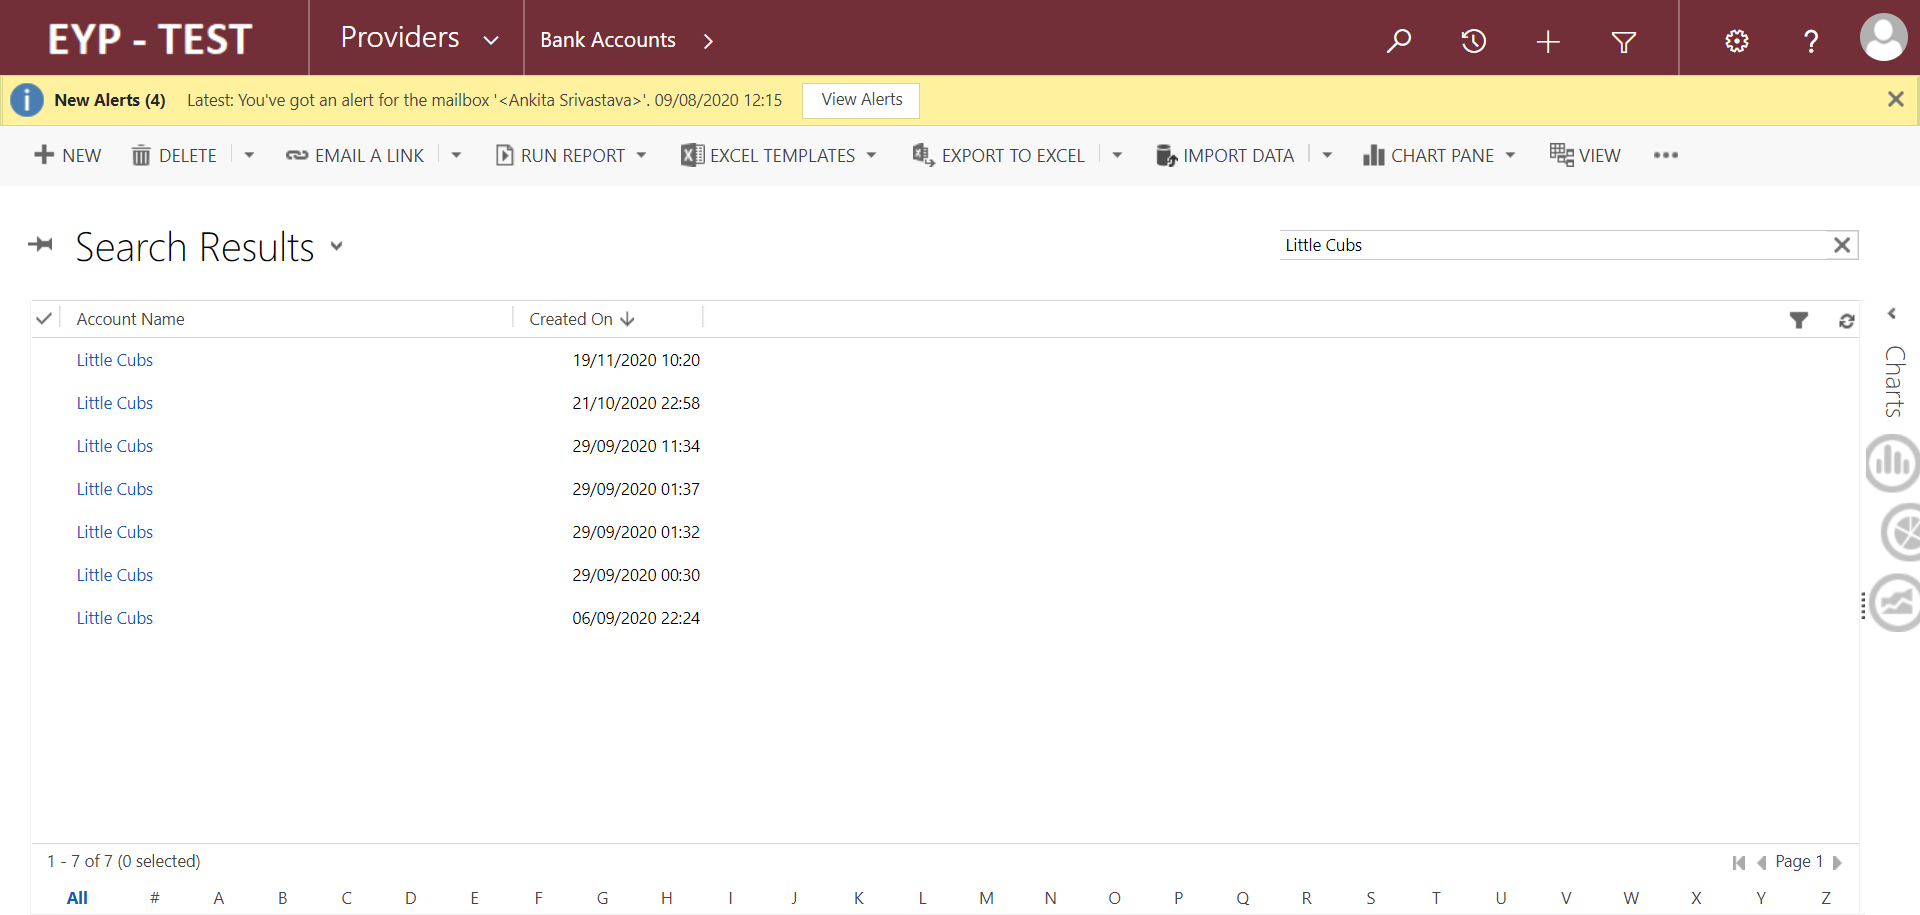 EYP - TEST
Providers
Bank Accounts
New Alerts (4) Latest: You've got an alert for the mailbox '<Ankita Srivastava>'. 09/08/2020 12:15 View Alerts
NEW DELETE EMAIL A LINK RUN REPORT EXCEL TEMPLATES EXPORT TO EXCEL IMPORT DATA CHART PANE VIEW
Search Results
Little Cubs
Account Name Created On
Little Cubs 19/11/2020 10:20
Little Cubs 21/10/2020 22:58
Little Cubs 29/09/2020 11:34
Little Cubs 29/09/2020 01:37
Little Cubs 29/09/2020 01:32
Little Cubs 29/09/2020 00:30
Little Cubs 06/09/2020 22:24
Charts
1 - 7 of 7 (0 selected)
Page 1
All # A B C D E F G H I J K L M N O P Q R S T U V W X Y Z